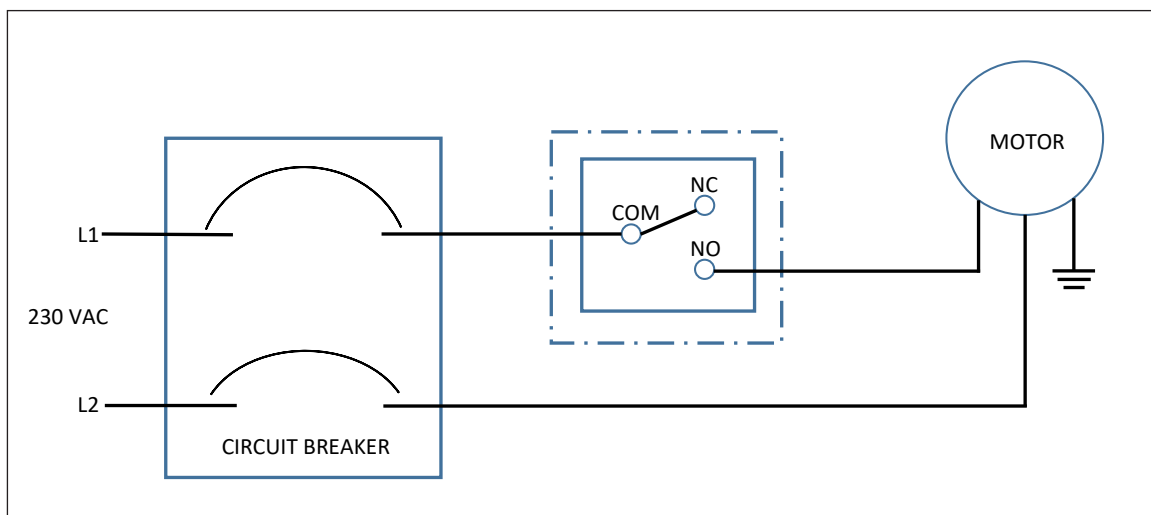 MOTOR
NC
COM
L1
NO
230 VAC
L2
CIRCUIT BREAKER